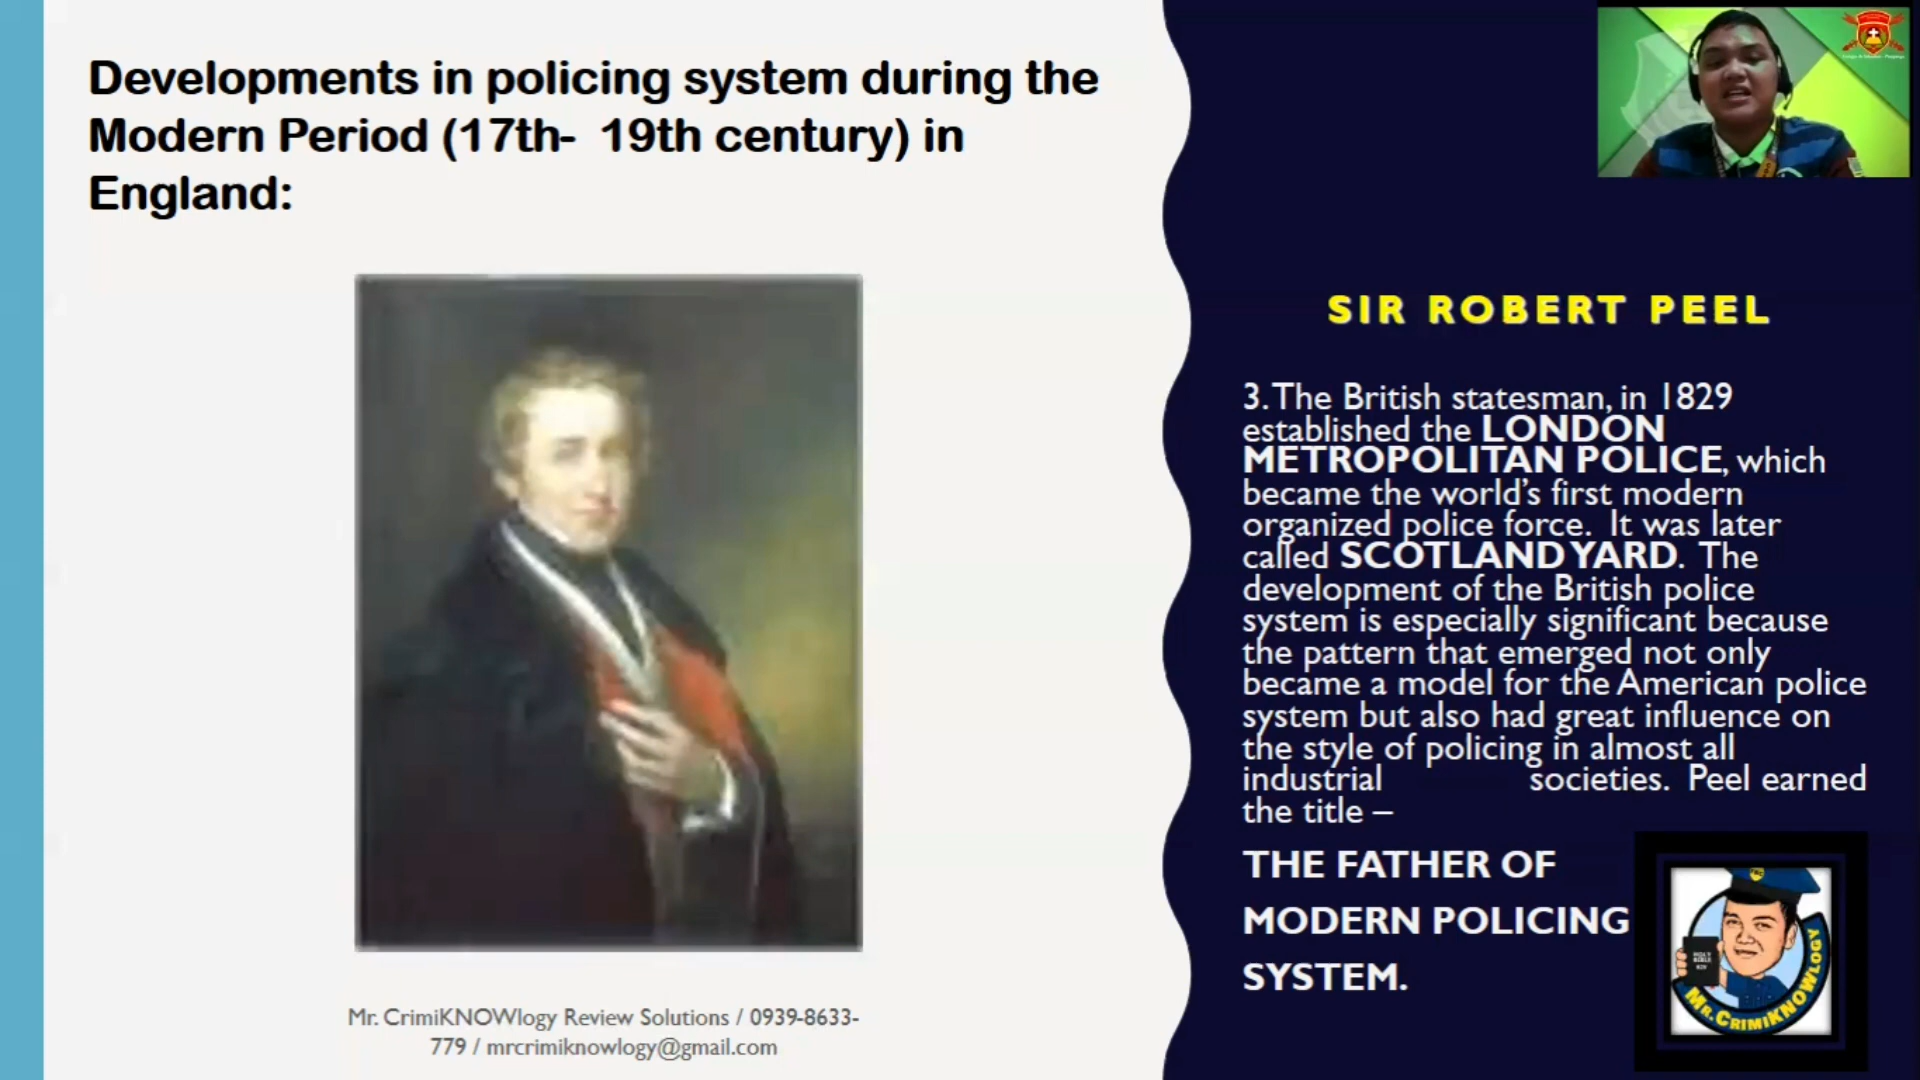 Developments in policing system during the
Modern Period (17th- 19th century) in
England:
SIR ROBERT PEEL
3. The British statesman, in 1829
established the LONDON
METROPOLITAN POLICE, which
became the world's first modern
organized police force. It was later
called SCOTLAND YARD. The
development of the British police
system is especially significant because
the pattern that emerged not only
became a model for the American police
system but also had great influence on
the style of policing in almost all
industrial societies. Peel earned
the title –
THE FATHER OF
MODERN POLICING
SYSTEM.
HOLY
BIBLE
MR. CRIMIKNOWLOGY
Mr. CrimiKNOWlogy Review Solutions / 0939-8633-
779 / mrcrimiknowlogy@gmail.com